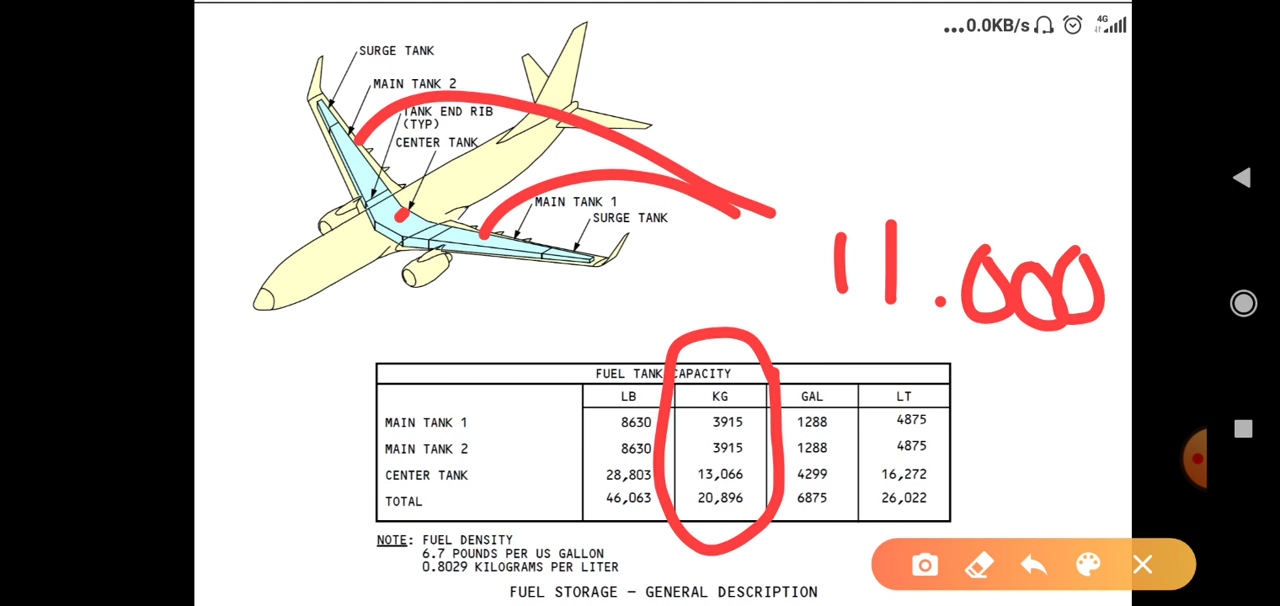 ...0.0KB/s 4G
SURGE TANK
MAIN TANK 2
TANK END RIB
(TYP)
CENTER TANK
MAIN TANK 1
SURGE TANK
11.000
FUEL TANK CAPACITY
LB KG GAL LT
MAIN TANK 1 8630 3915 1288 4875
MAIN TANK 2 8630 3915 1288 4875
CENTER TANK 28,803 13,066 4299 16,272
TOTAL 46,063 20,896 6875 26,022
NOTE: FUEL DENSITY
6.7 POUNDS PER US GALLON
0.8029 KILOGRAMS PER LITER
FUEL STORAGE – GENERAL DESCRIPTION